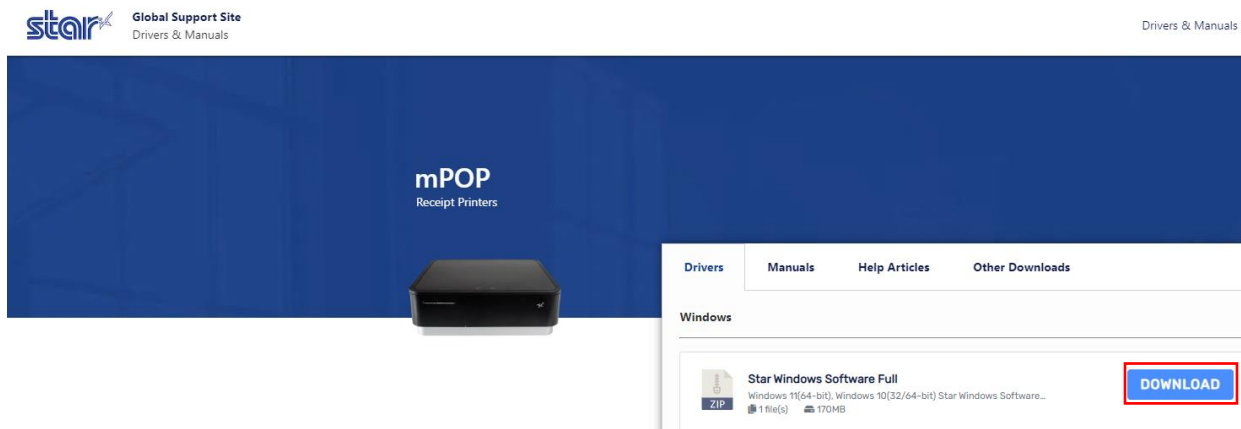 star
Global Support Site
Drivers & Manuals
Drivers & Manuals
mPOP
Receipt Printers
Drivers Manuals Help Articles Other Downloads
Windows
Star Windows Software Full
Windows 11(64-bit), Windows 10(32/64-bit) Star Windows Software...
1 file(s) 170MB
ZIP
DOWNLOAD